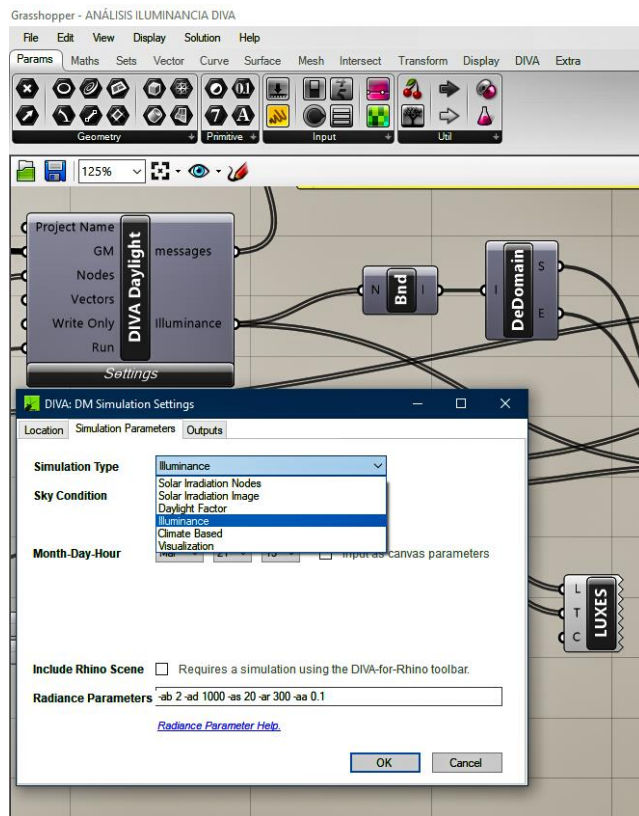 Grasshopper - ANÁLISIS ILUMINANCIA DIVA
File Edit View Display Solution Help
Params Maths Sets Vector Curve Surface Mesh Intersect Transform Display DIVA Extra
Geometry Primitive Input Util
125%
Project Name
GM
Nodes
Vectors
Write Only
Run
DIVA Daylight
messages
Illuminance
Settings
N Bnd I
I DeDomain S E
DIVA: DM Simulation Settings
Location Simulation Parameters Outputs
Simulation Type Illuminance
Solar Irradiation Nodes
Solar Irradiation Image
Daylight Factor
Illuminance
Climate Based
Visualization
Sky Condition
Month-Day-Hour Mar 21 15 Input as canvas parameters
L
T
C
LUXES
Include Rhino Scene Requires a simulation using the DIVA-for-Rhino toolbar.
Radiance Parameters -ab 2 -ad 1000 -as 20 -ar 300 -aa 0.1
Radiance Parameter Help.
OK Cancel